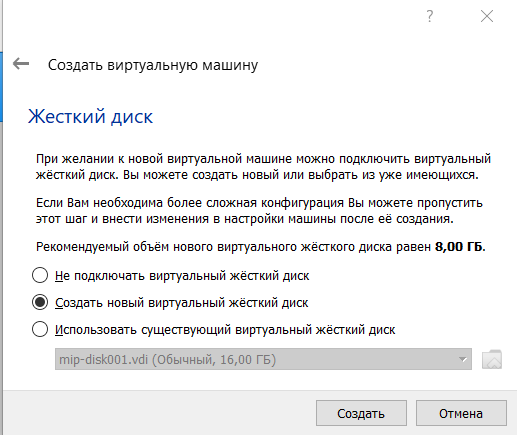 ?
Создать виртуальную машину
Жесткий диск
При желании к новой виртуальной машине можно подключить виртуальный
жёсткий диск. Вы можете создать новый или выбрать из уже имеющихся.
Если Вам необходима более сложная конфигурация Вы можете пропустить
этот шаг и внести изменения в настройки машины после её создания.
Рекомендуемый объём нового виртуального жёсткого диска равен 8,00 ГБ.
Не подключать виртуальный жёсткий диск
Создать новый виртуальный жёсткий диск
Использовать существующий виртуальный жёсткий диск
mip-disk001.vdi (Обычный, 16,00 ГБ)
Создать
Отмена